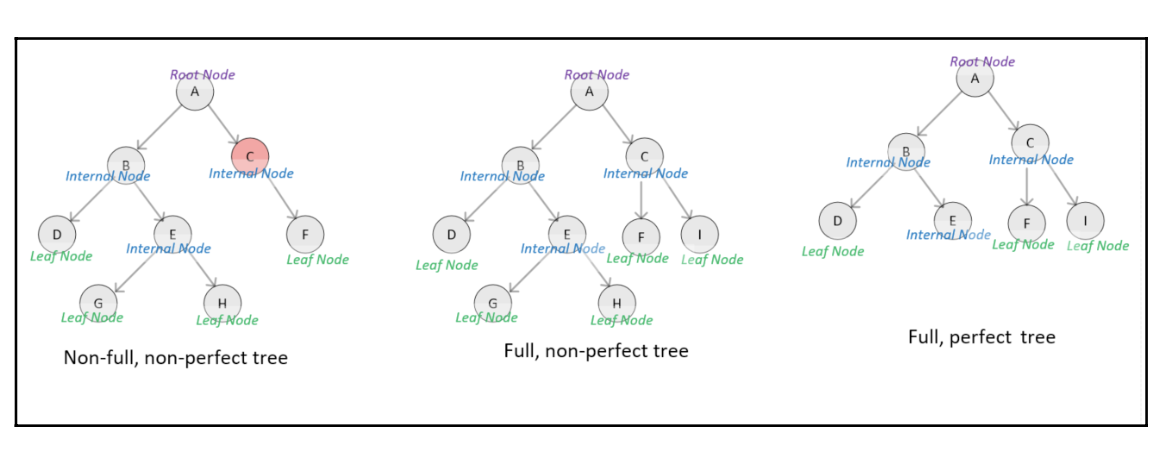 Root Node
A
B
Internal Node
C
Internal Node
D
Leaf Node
E
Internal Node
F
Leaf Node
G
Leaf Node
H
Leaf Node
Non-full, non-perfect tree
Root Node
A
B
Internal Node
C
Internal Node
D
Leaf Node
E
Internal Node
F
Leaf Node
I
Leaf Node
G
Leaf Node
H
Leaf Node
Full, non-perfect tree
Root Node
A
B
Internal Node
C
Internal Node
D
Leaf Node
E
Internal Node
F
Leaf Node
I
Leaf Node
Full, perfect tree